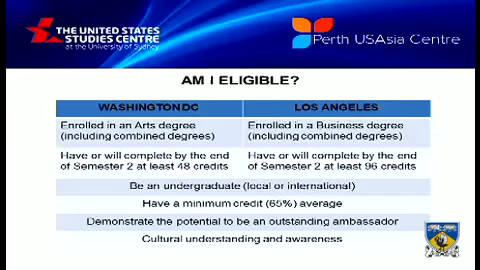 THE UNITED STATES
STUDIES CENTRE
at the University of Sydney
Perth USAsia Centre
AM I ELIGIBLE?
WASHINGTON DC
LOS ANGELES
Enrolled in an Arts degree
(including combined degrees)
Enrolled in a Business degree
(including combined degrees)
Have or will complete by the end
of Semester 2 at least 48 credits
Have or will complete by the end
of Semester 2 at least 96 credits
Be an undergraduate (local or international)
Have a minimum credit (65%) average
Demonstrate the potential to be an outstanding ambassador
Cultural understanding and awareness